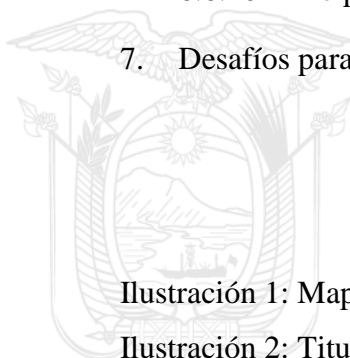 7. Desafíos para
Ilustración 1: Map
Ilustración 2: Titu